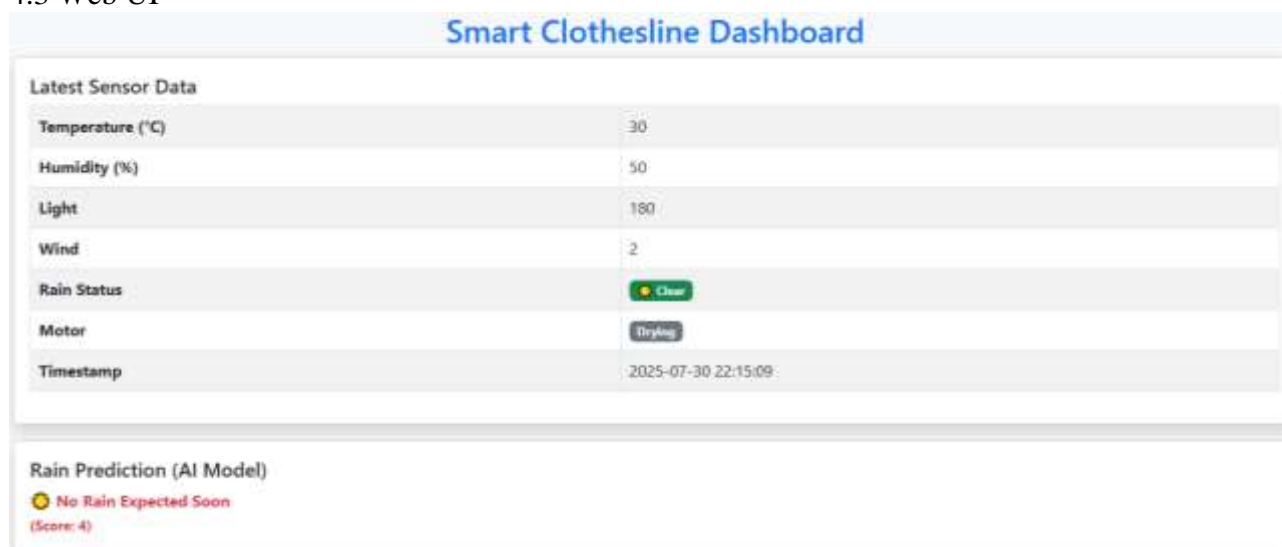 Smart Clothesline Dashboard
Latest Sensor Data
Temperature (°C) 30
Humidity (%) 50
Light 180
Wind 2
Rain Status Clear
Motor Drying
Timestamp 2025-07-30 22:15:09
Rain Prediction (AI Model)
No Rain Expected Soon
(Score: 4)